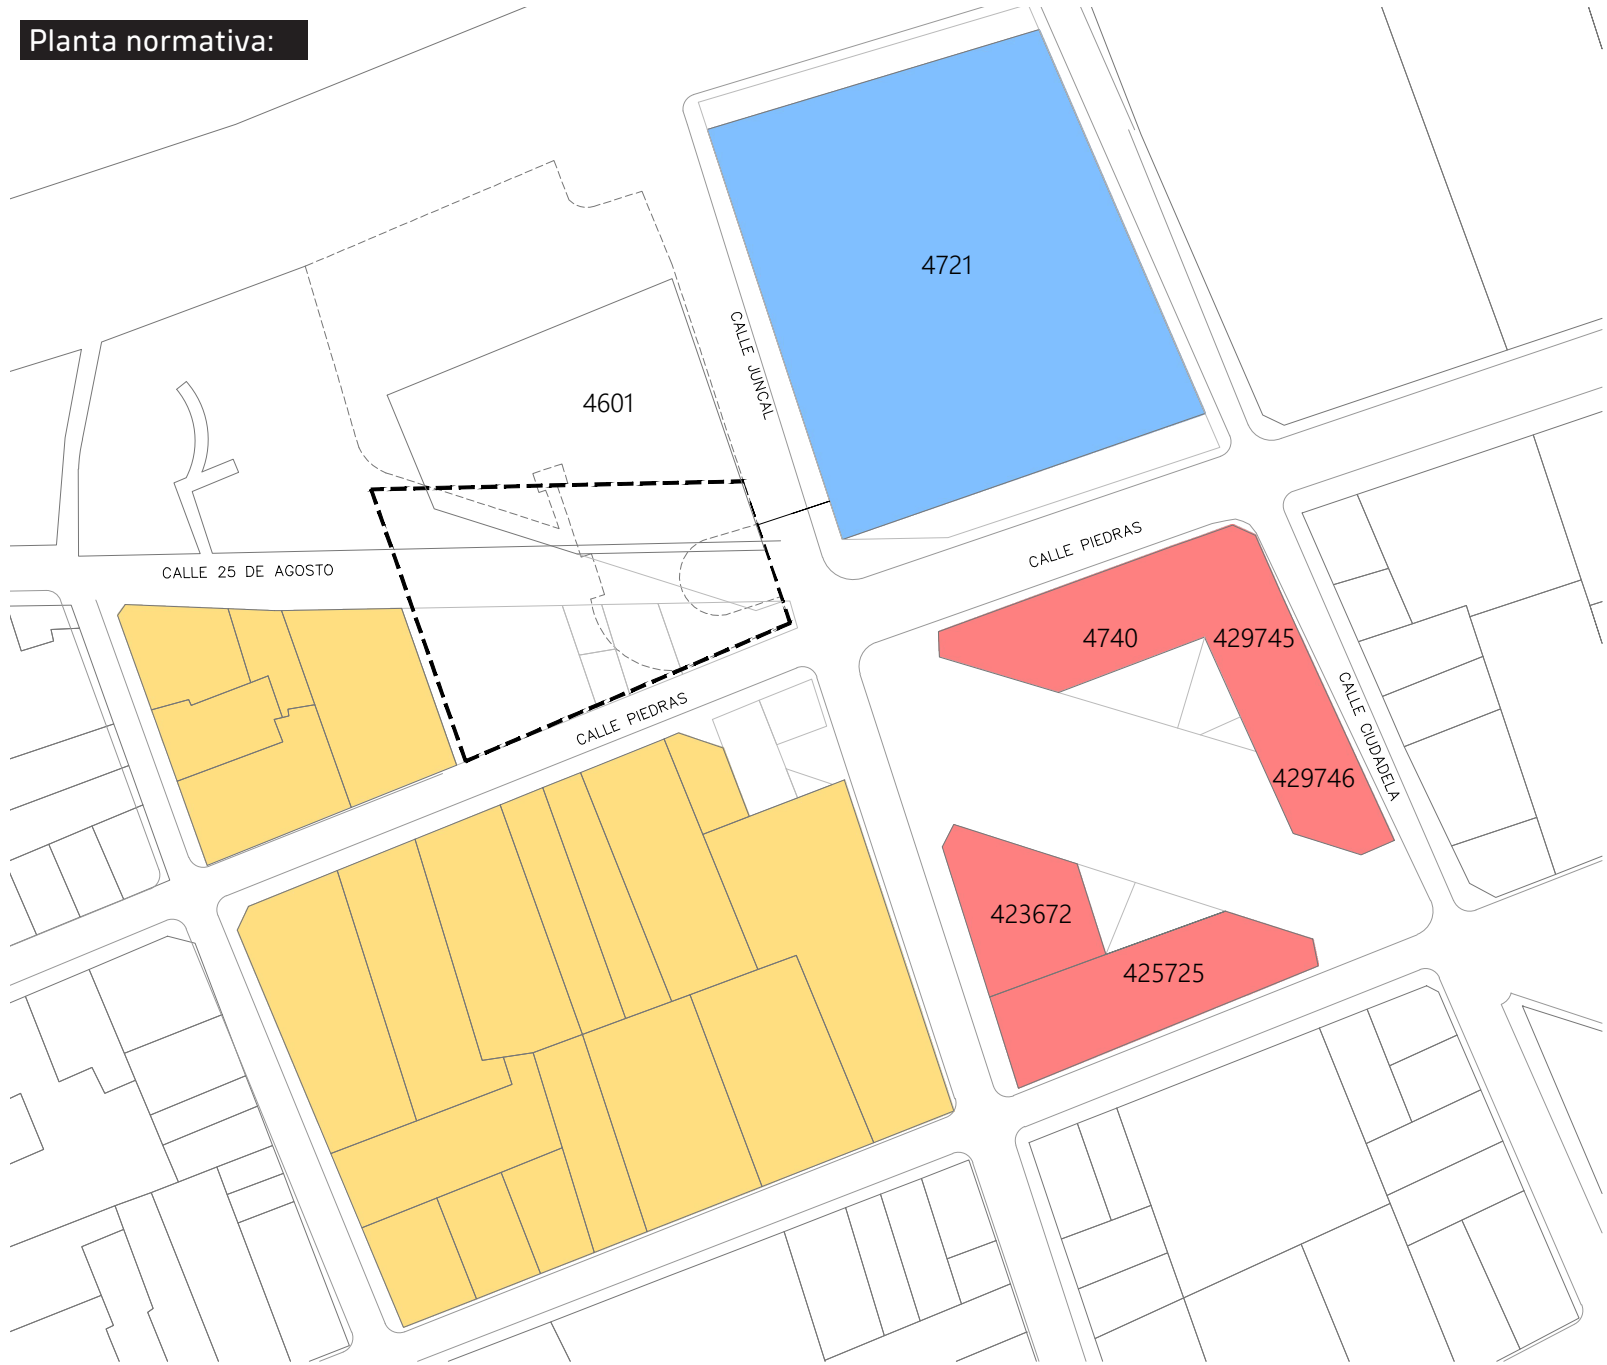 Planta normativa:
4721
CALLE JUNCAL
4601
CALLE PIEDRAS
CALLE 25 DE AGOSTO
4740
429745
CALLE CIUDADELA
CALLE PIEDRAS
429746
423672
425725